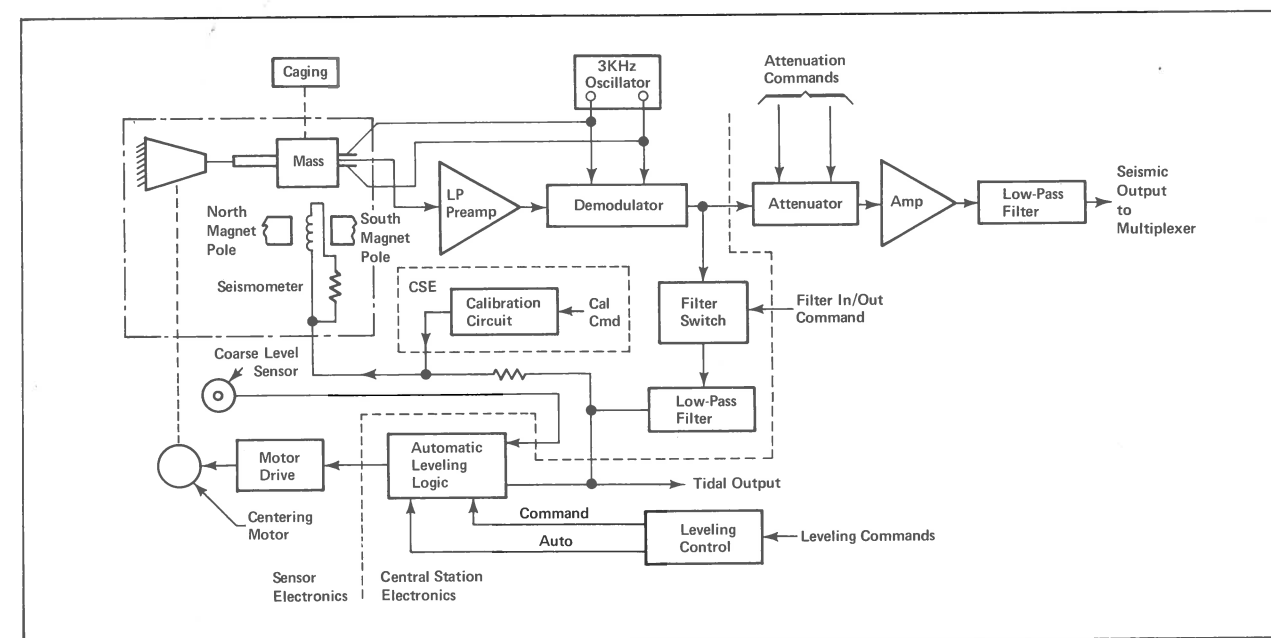 Caging
3KHz
Oscillator
Attenuation
Commands
Mass
LP
Preamp
Demodulator
Attenuator
Amp
Low-Pass
Filter
Seismic
Output
to
Multiplexer
North
Magnet
Pole
South
Magnet
Pole
Seismometer
CSE
Calibration
Circuit
Cal
Cmd
Filter
Switch
Filter In/Out
Command
Coarse Level
Sensor
Low-Pass
Filter
Motor
Drive
Automatic
Leveling
Logic
Tidal Output
Centering
Motor
Command
Auto
Leveling
Control
Leveling Commands
Sensor
Electronics
Central Station
Electronics